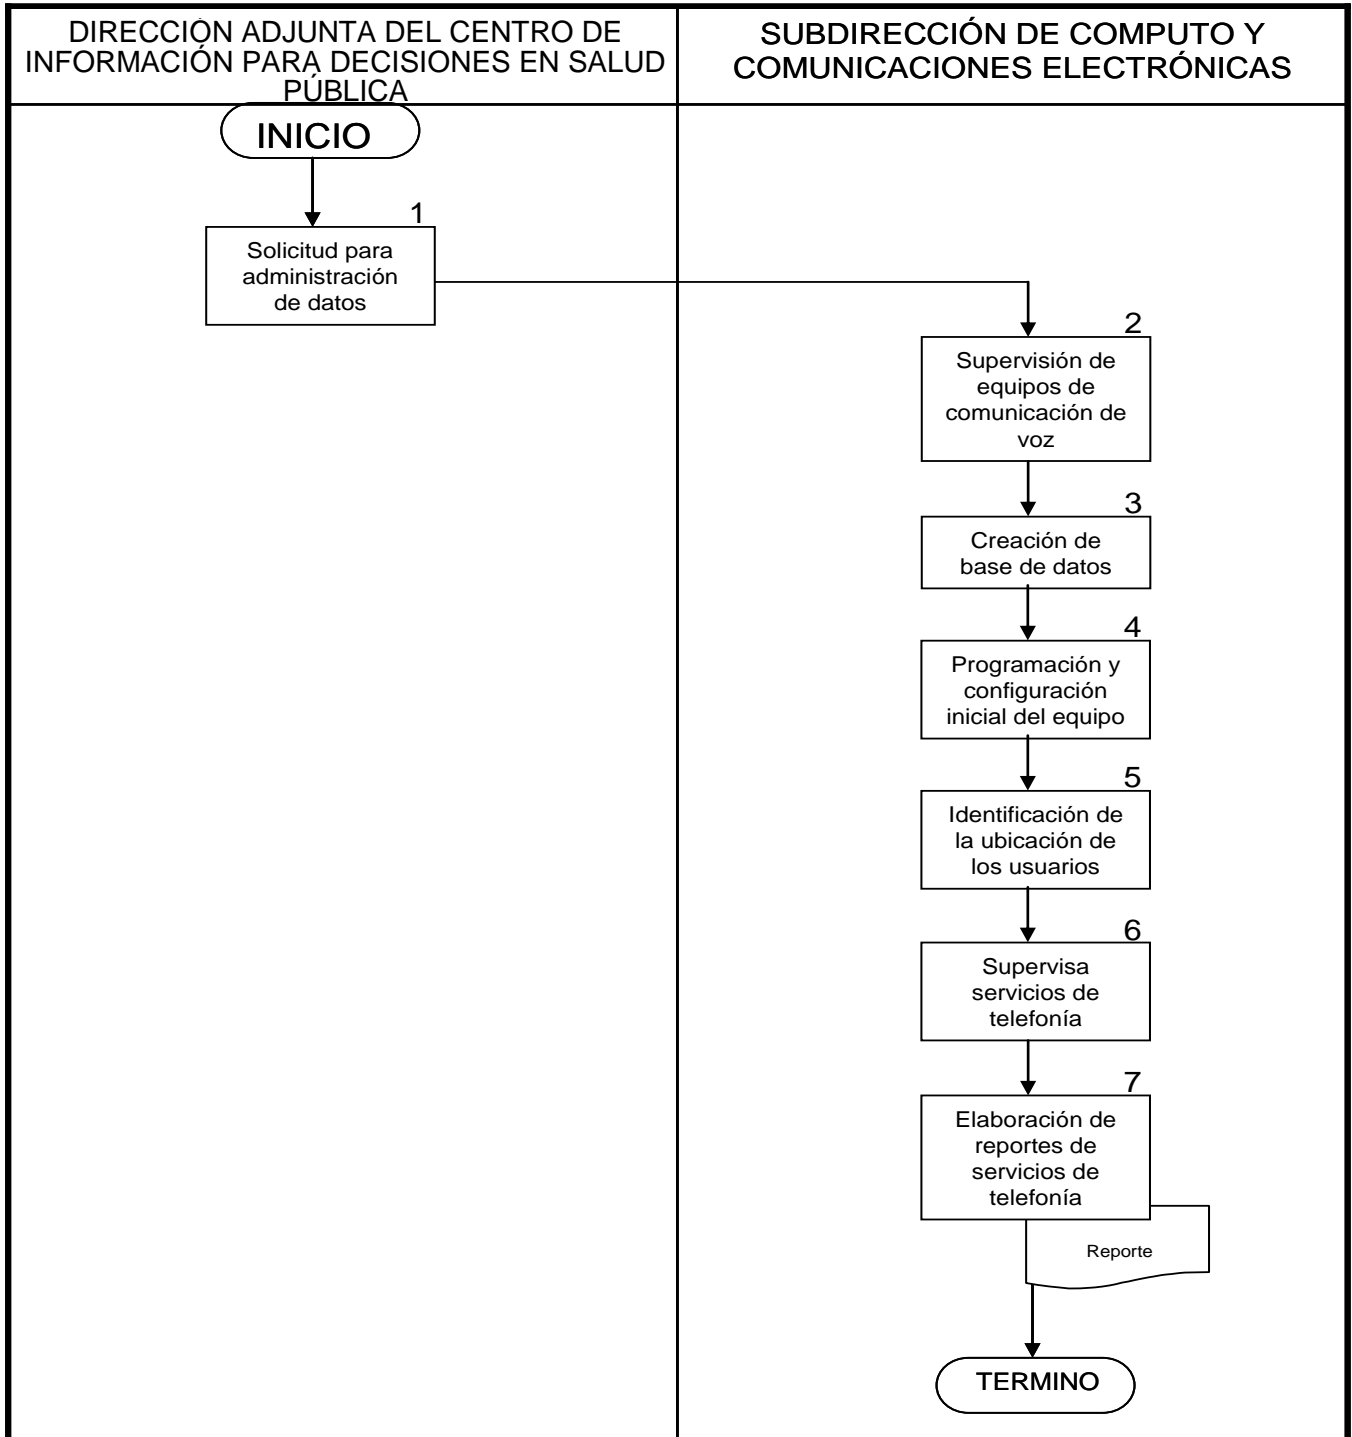 DIRECCIÓN ADJUNTA DEL CENTRO DE
INFORMACIÓN PARA DECISIONES EN SALUD
PÚBLICA
SUBDIRECCIÓN DE COMPUTO Y
COMUNICACIONES ELECTRÓNICAS
INICIO
1
Solicitud para
administración
de datos
2
Supervisión de
equipos de
comunicación de
voz
3
Creación de
base de datos
4
Programación y
configuración
inicial del equipo
5
Identificación de
la ubicación de
los usuarios
6
Supervisa
servicios de
telefonía
7
Elaboración de
reportes de
servicios de
telefonía
Reporte
TERMINO